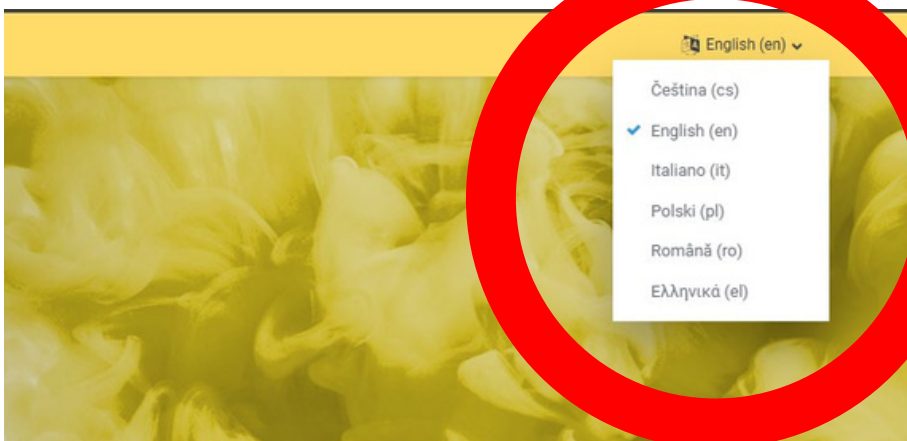 English (en)
Čeština (cs)
English (en)
Italiano (it)
Polski (pl)
Română (ro)
Ελληνικά (el)